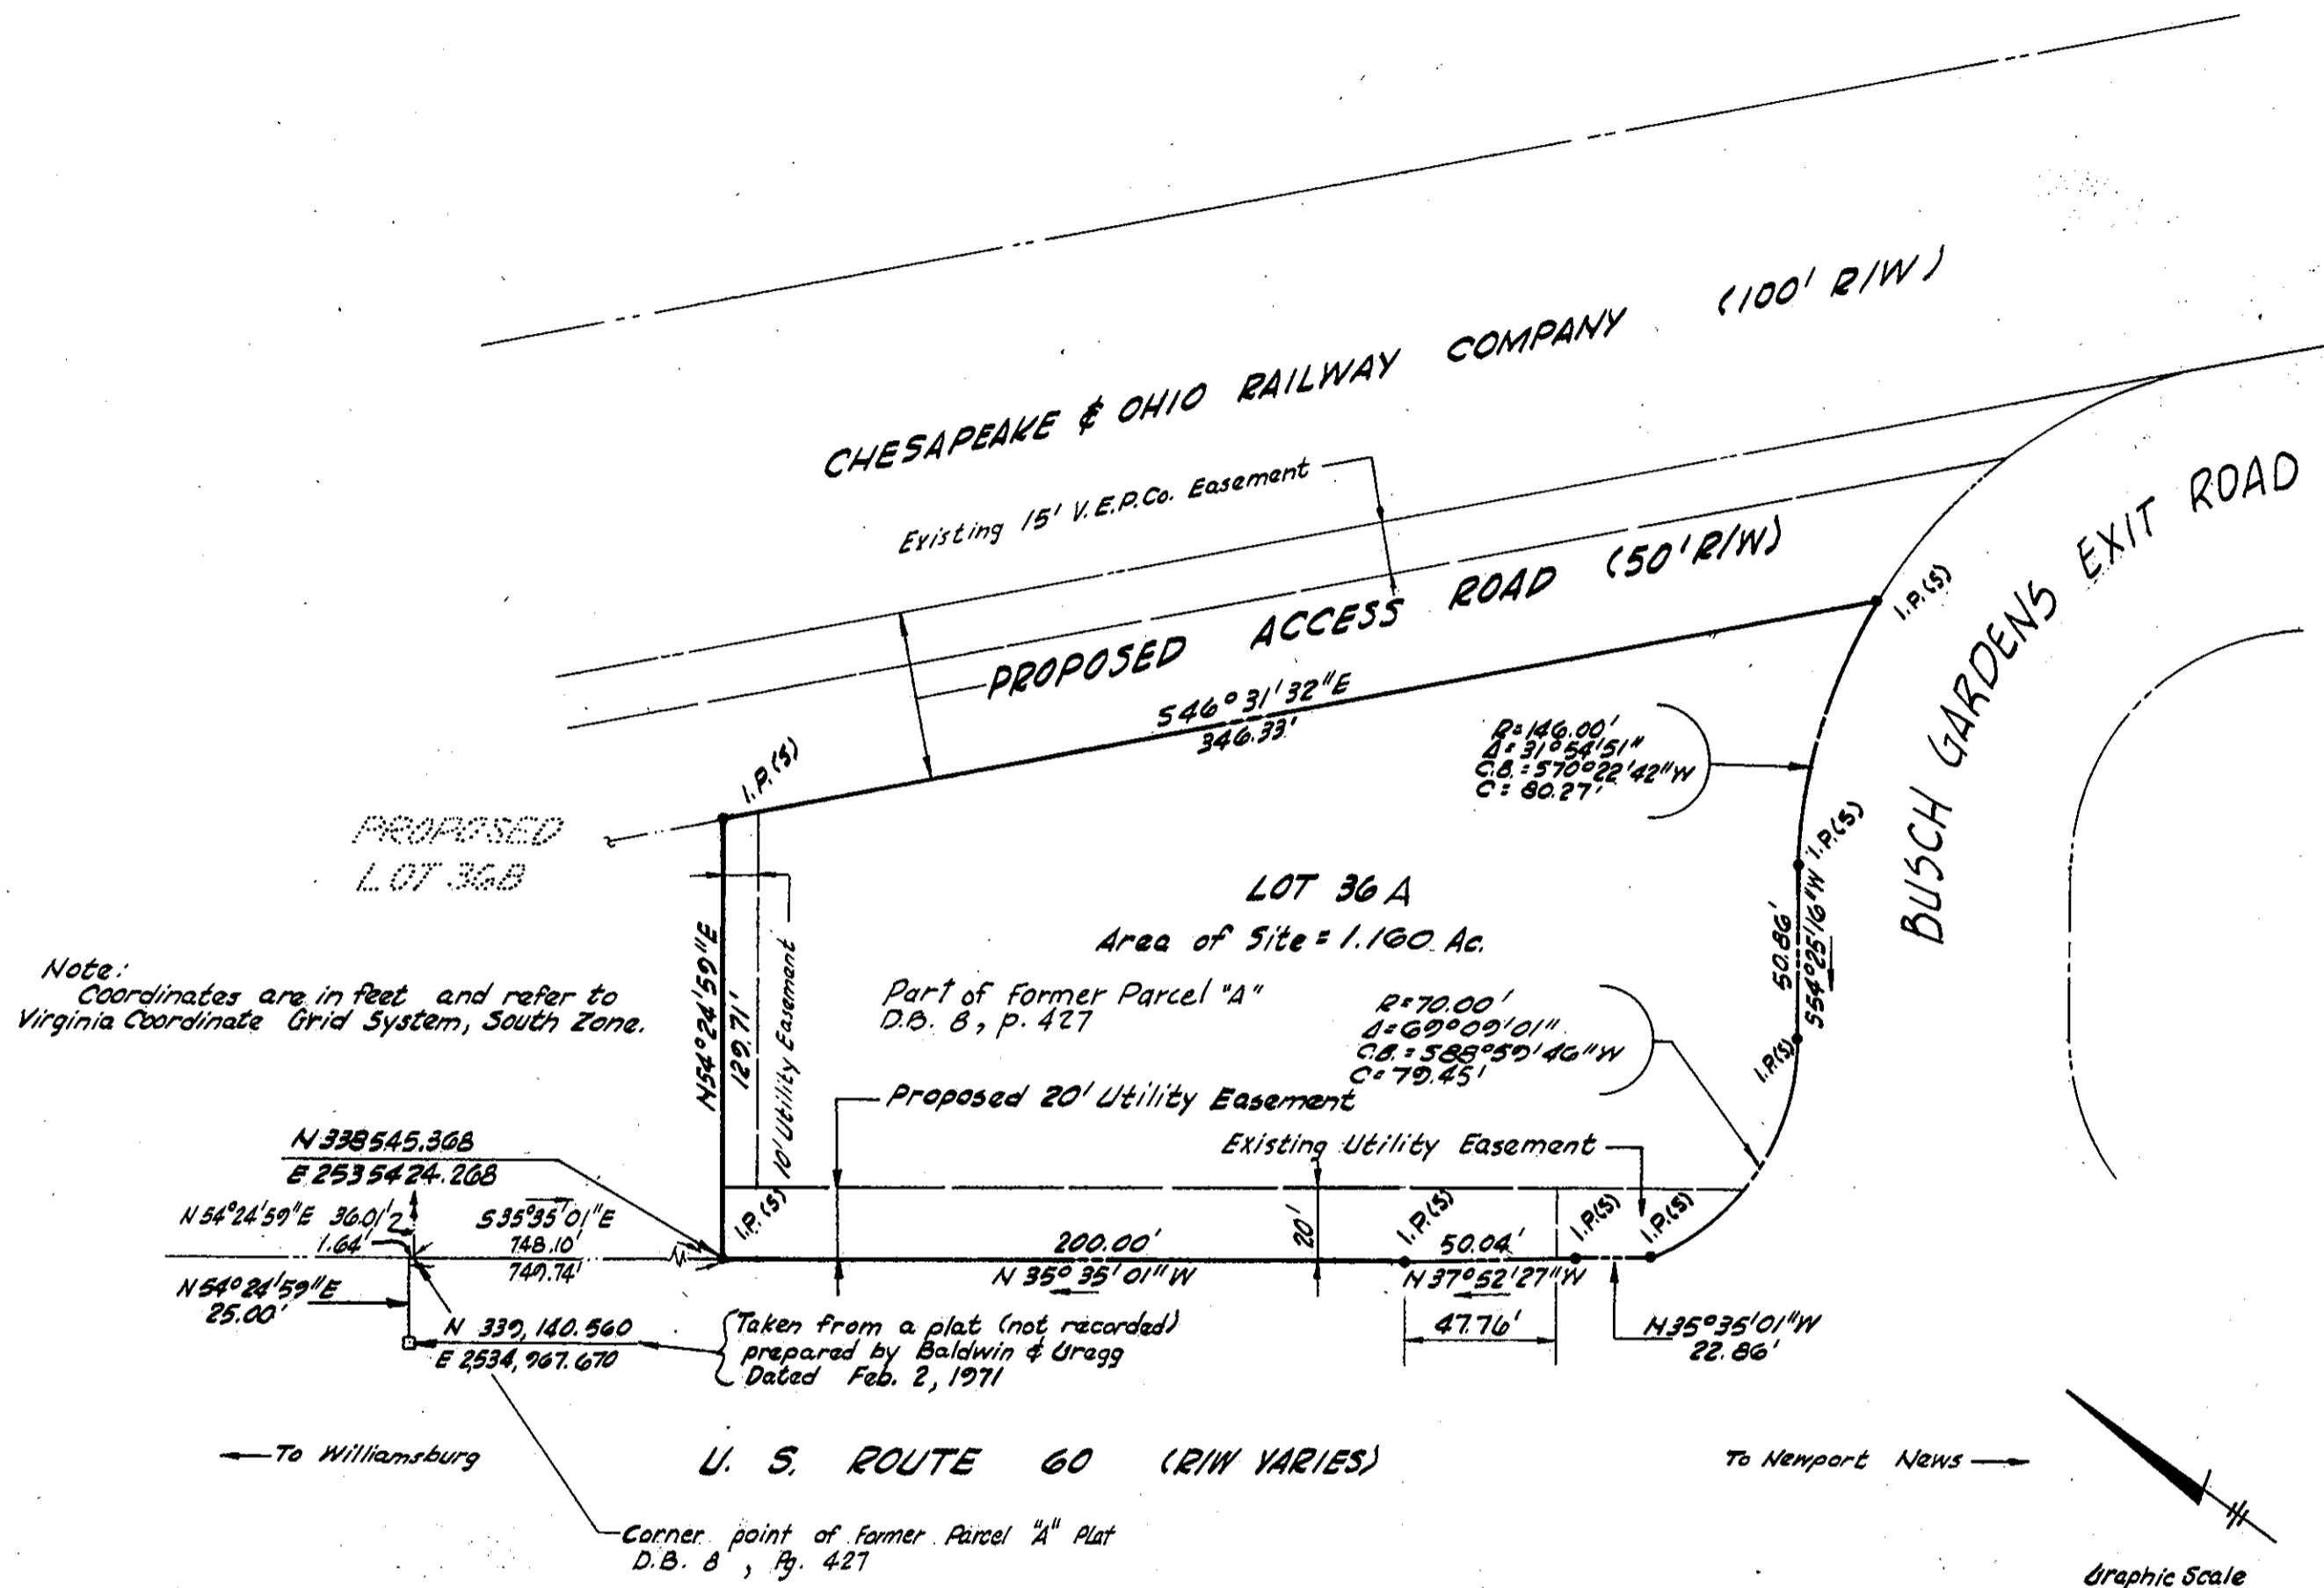 CHESAPEAKE & OHIO RAILWAY COMPANY (100' R/W)
Existing 15' V.E.P.Co. Easement
PROPOSED ACCESS ROAD (50' R/W)
S46°31'32"E
346.33'
BUSCH GARDENS EXIT ROAD
I.P.(S)
I.P.(S)
R=146.00'
Δ=31°54'51"
C.B.=S70°22'42"W
C=80.27'
PROPOSED
LOT 36B
I.P.(S)
LOT 36A
Area of Site = 1.160 Ac.
50.86'
S54°25'16"W
Note:
Coordinates are in feet and refer to
Virginia Coordinate Grid System, South Zone.
N54°24'59"E
129.71'
10' Utility Easement
Part of Former Parcel "A"
D.B. 8, p. 427
R=70.00'
Δ=69°09'01"
C.B.=S88°59'46"W
C=79.45'
I.P.(S)
Proposed 20' Utility Easement
Existing Utility Easement
N 338545.368
E 2535424.268
N54°24'59"E 36.01'
1.64'
S35°35'01"E
748.10'
749.74'
I.P.(S)
200.00'
N 35° 35' 01" W
20'
I.P.(S)
50.04'
N 37° 52' 27" W
I.P.(S)
I.P.(S)
47.76'
N35°35'01"W
22.86'
N54°24'59"E
25.00'
N 339,140.560
E 2,534,967.670
Taken from a plat (not recorded)
prepared by Baldwin & Gregg
Dated Feb. 2, 1971
To Williamsburg
U. S. ROUTE 60 (R/W VARIES)
To Newport News
Corner point of Former Parcel "A" Plat
D.B. 8, Pg. 427
Graphic Scale